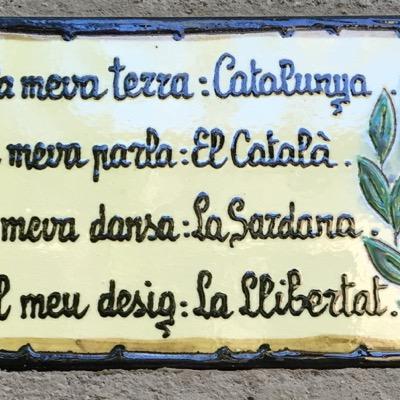 a meva terra: Catalunya.
meva parla: El Català.
meva dansa: La Sardana.
l meu desig: La Llibertat.